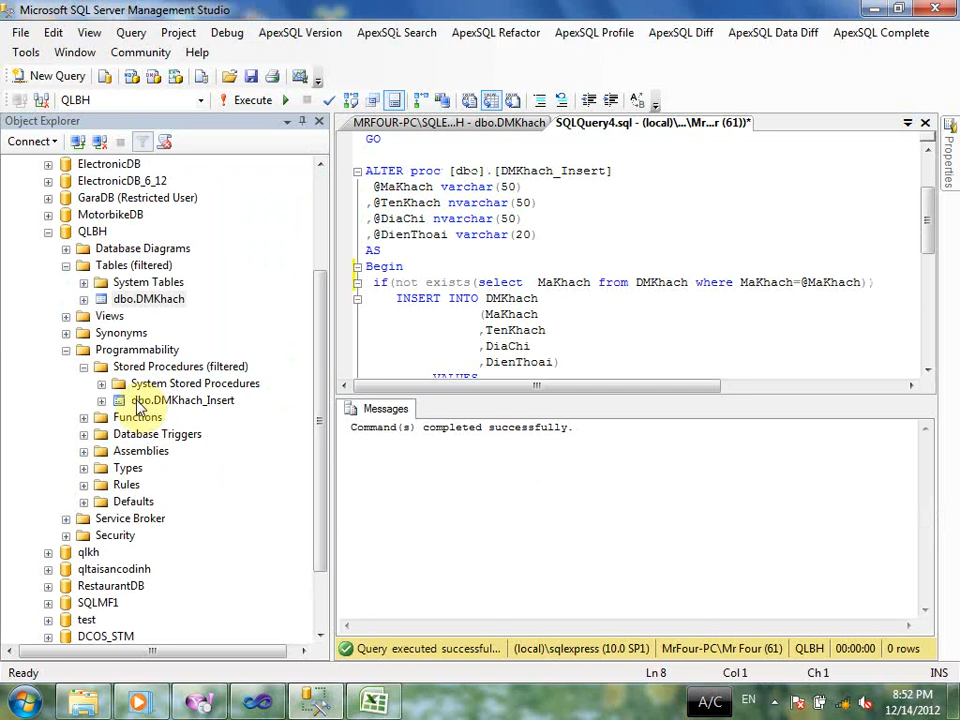 Microsoft SQL Server Management Studio
File Edit View Query Project Debug ApexSQL Version ApexSQL Search ApexSQL Refactor ApexSQL Profile ApexSQL Diff ApexSQL Data Diff ApexSQL Complete
Tools Window Community Help
New Query
QLBH Execute
Object Explorer
MRFOUR-PC\SQLE...H - dbo.DMKhach SQLQuery4.sql - (local)\...\Mr...r (61))*
Connect
ElectronicDB
ElectronicDB_6_12
GaraDB (Restricted User)
MotorbikeDB
QLBH
Database Diagrams
Tables (filtered)
System Tables
dbo.DMKhach
Views
Synonyms
Programmability
Stored Procedures (filtered)
System Stored Procedures
dbo.DMKhach_Insert
Functions
Database Triggers
Assemblies
Types
Rules
Defaults
Service Broker
Security
qlkh
qltaisancodinh
RestaurantDB
SQLMF1
test
DCOS_STM
GO
ALTER proc [dbo].[DMKhach_Insert]
@MaKhach varchar(50)
,@TenKhach nvarchar(50)
,@DiaChi nvarchar(50)
,@DienThoai varchar(20)
AS
Begin
if(not exists(select MaKhach from DMKhach where MaKhach=@MaKhach))
INSERT INTO DMKhach
(MaKhach
,TenKhach
,DiaChi
,DienThoai)
VALUES
Messages
Command(s) completed successfully.
Query executed successful... (local)\sqlexpress (10.0 SP1) MrFour-PC\Mr Four (61) QLBH 00:00:00 0 rows
Properties
Ready Ln 8 Col 1 Ch 1 INS
A/C EN 8:52 PM
12/14/2012